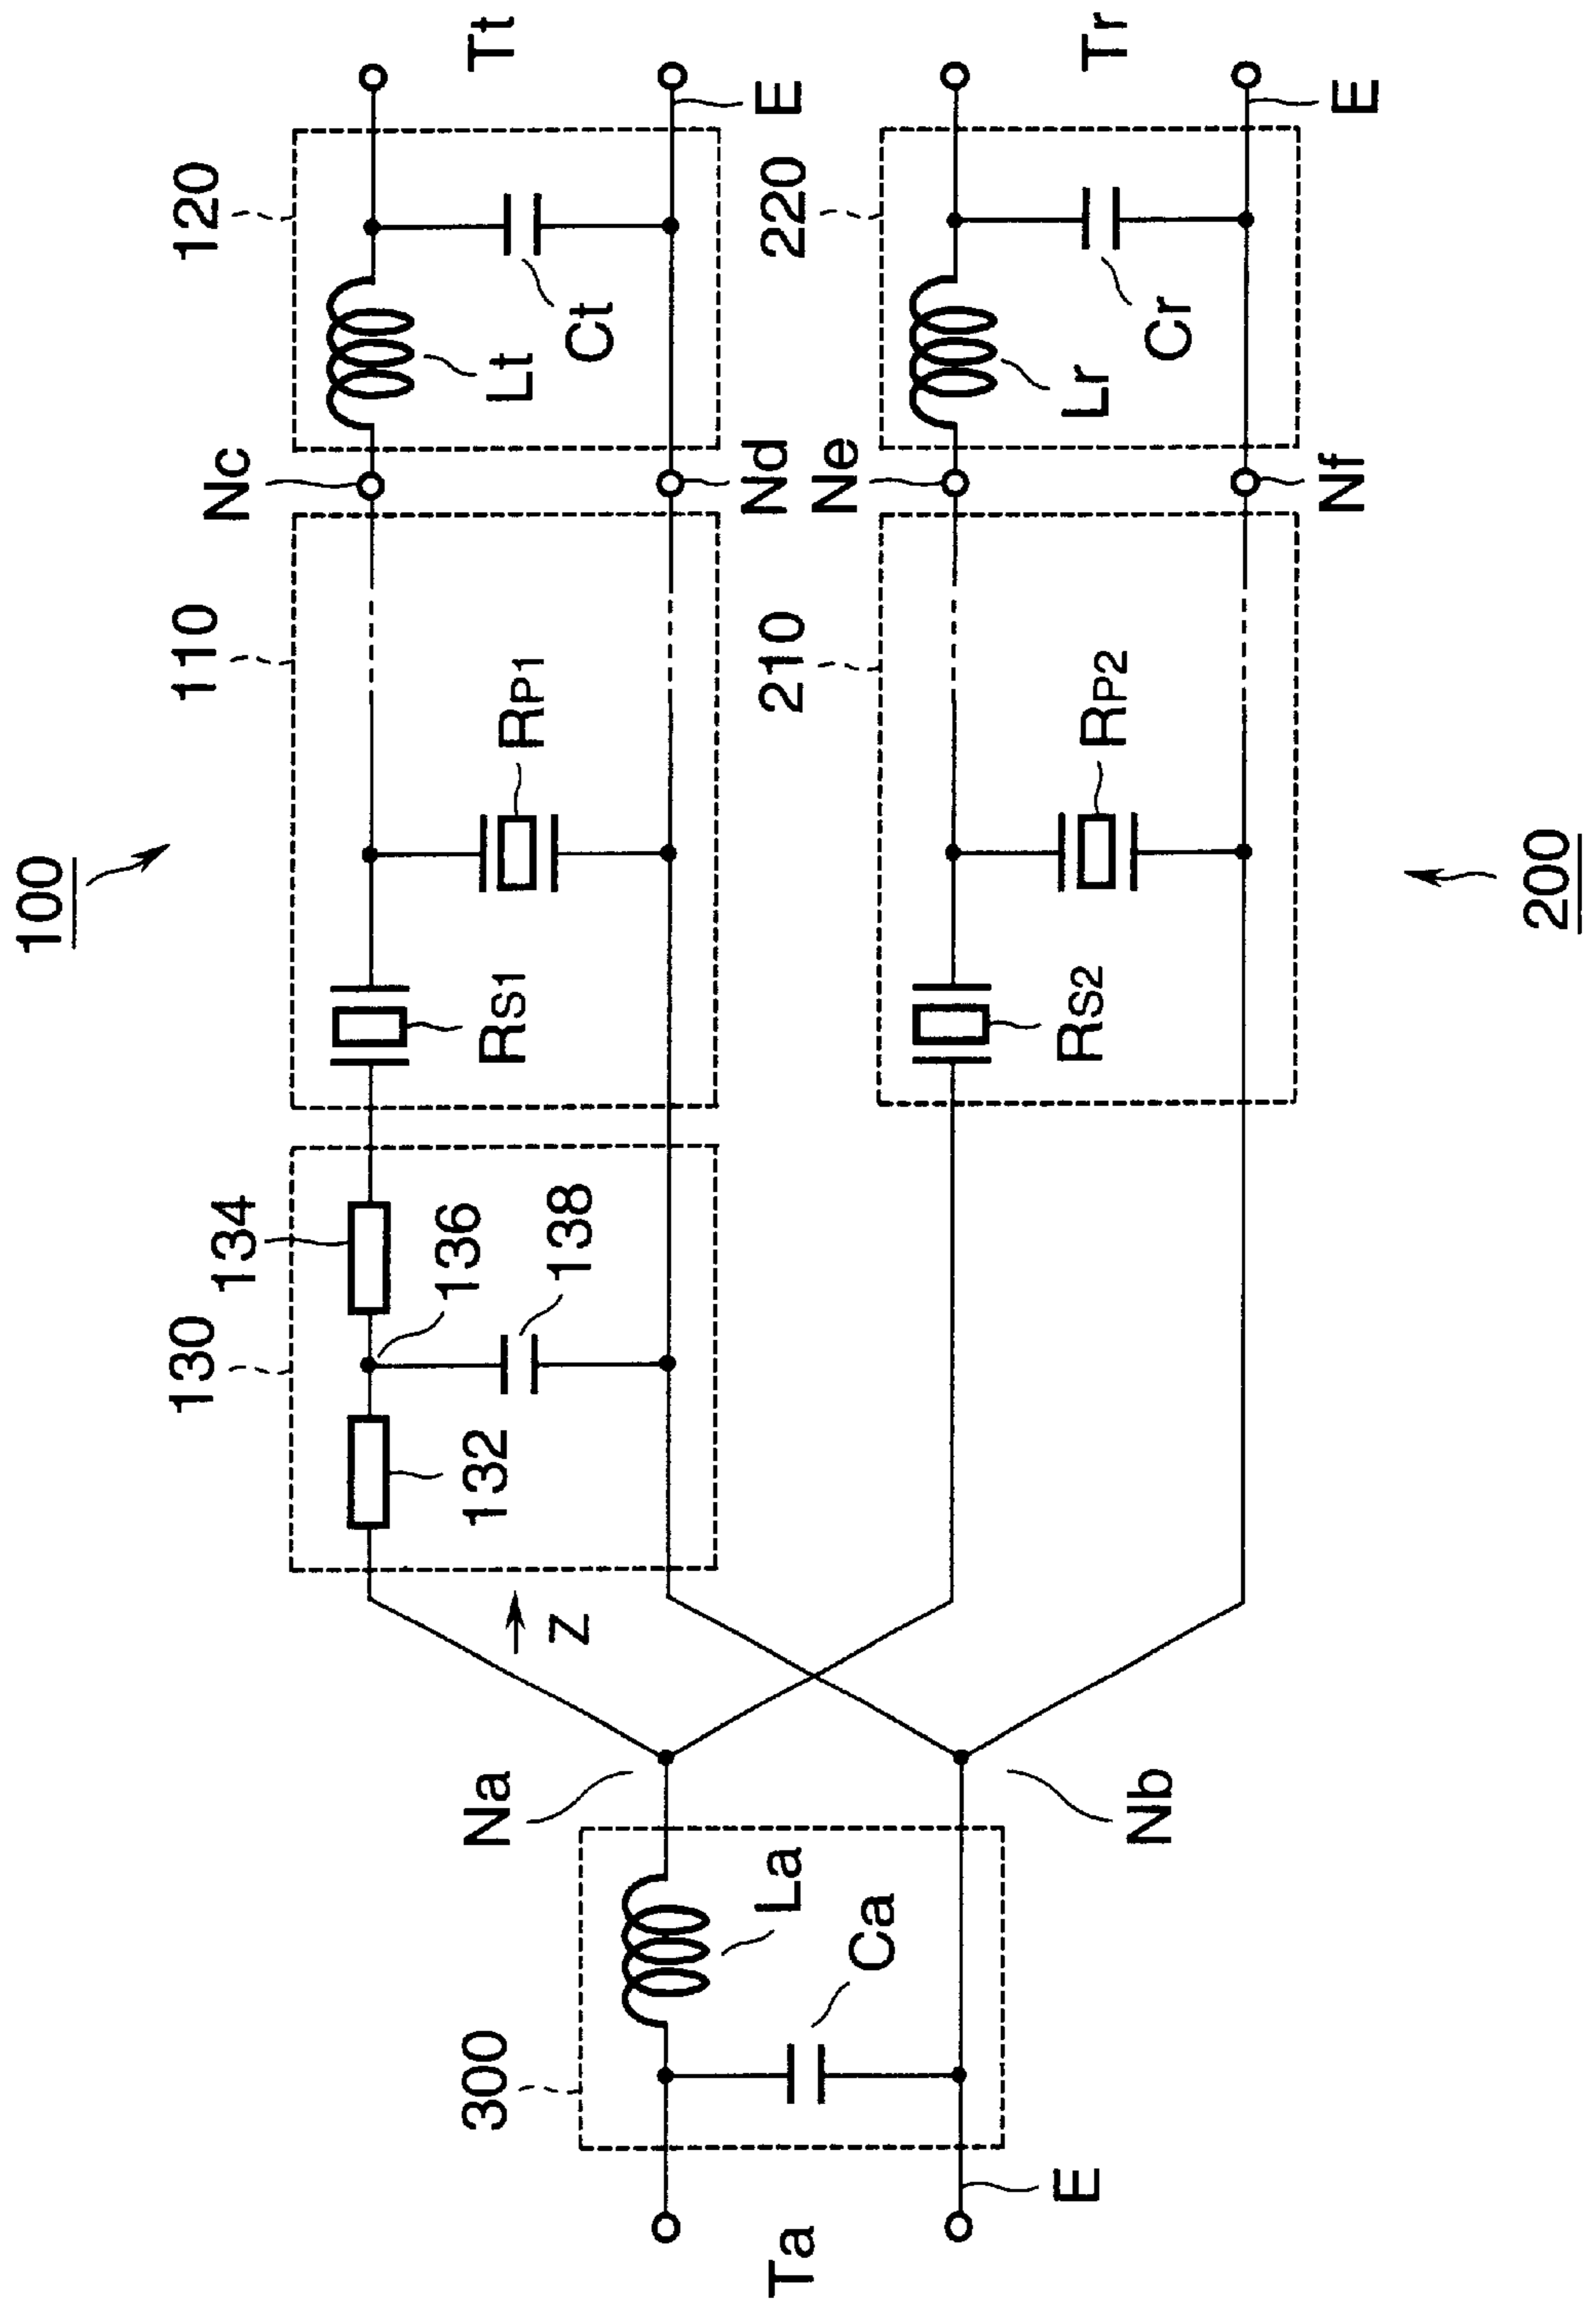 100
130
110
120
134
Nc
Tt
136
132
138
RS1
RP1
Lt
Ct
E
Z
Nd
Na
300
La
Ca
Ta
E
Nb
210
Ne
220
RS2
RP2
Lr
Cr
Tr
E
Nf
200